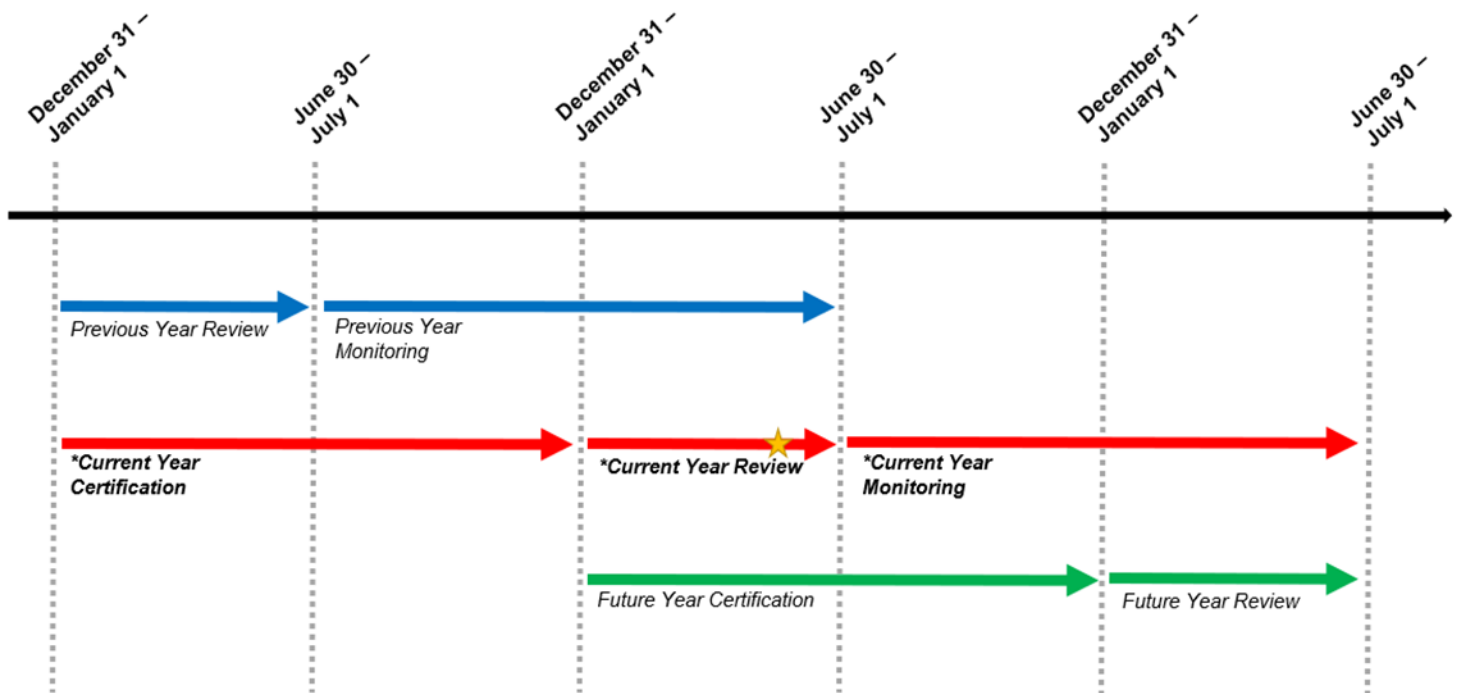 December 31 –
January 1
June 30 –
July 1
December 31 –
January 1
June 30 –
July 1
December 31 –
January 1
June 30 –
July 1
Previous Year Review
Previous Year
Monitoring
*Current Year
Certification
*Current Year Review
*Current Year
Monitoring
Future Year Certification
Future Year Review